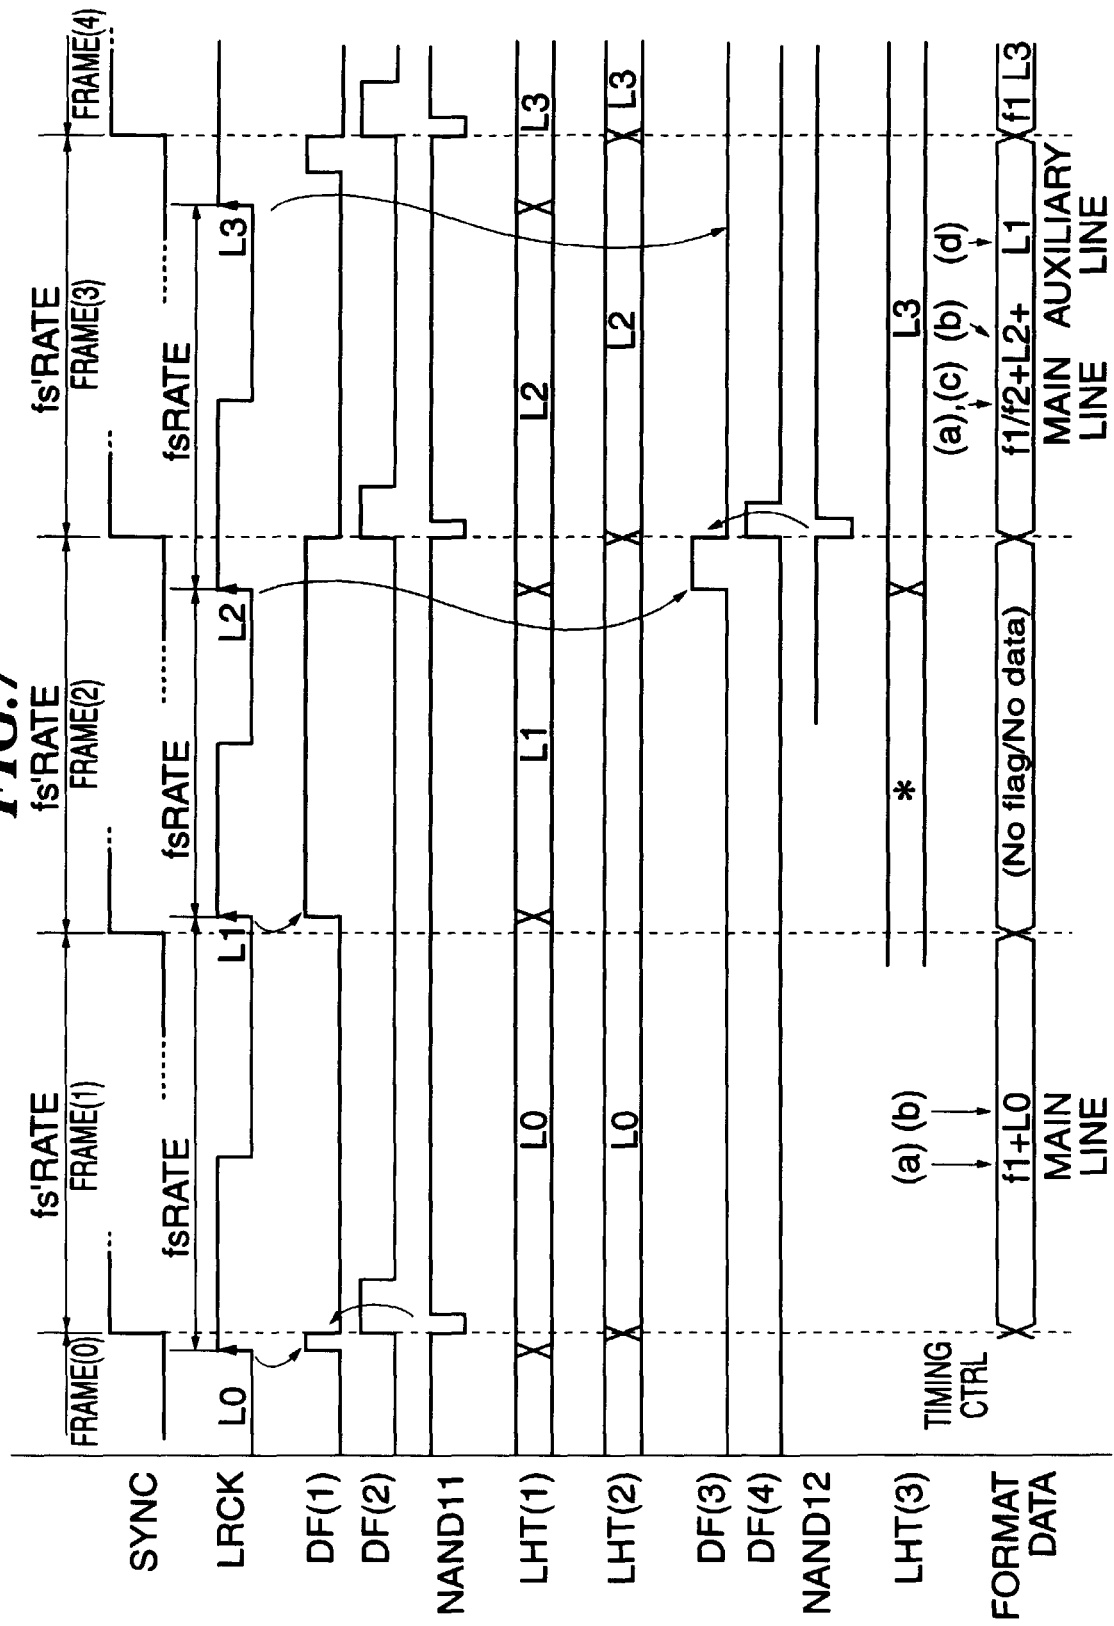 FIG.7
fs'RATE fs'RATE fs'RATE
FRAME(0) FRAME(1) FRAME(2) FRAME(3) FRAME(4)
SYNC
fsRATE fsRATE fsRATE
LRCK L0 L1 L2 L3
DF(1)
DF(2)
NAND11
LHT(1) L0 L1 L2 L3
LHT(2) L0 L2 L3
DF(3)
DF(4)
NAND12
LHT(3) * L3
TIMING CTRL (a) (b) (a),(c) (b) (d)
FORMAT DATA f1+L0 (No flag/No data) f1/f2+L2+ L1 f1 L3
MAIN LINE MAIN LINE AUXILIARY LINE